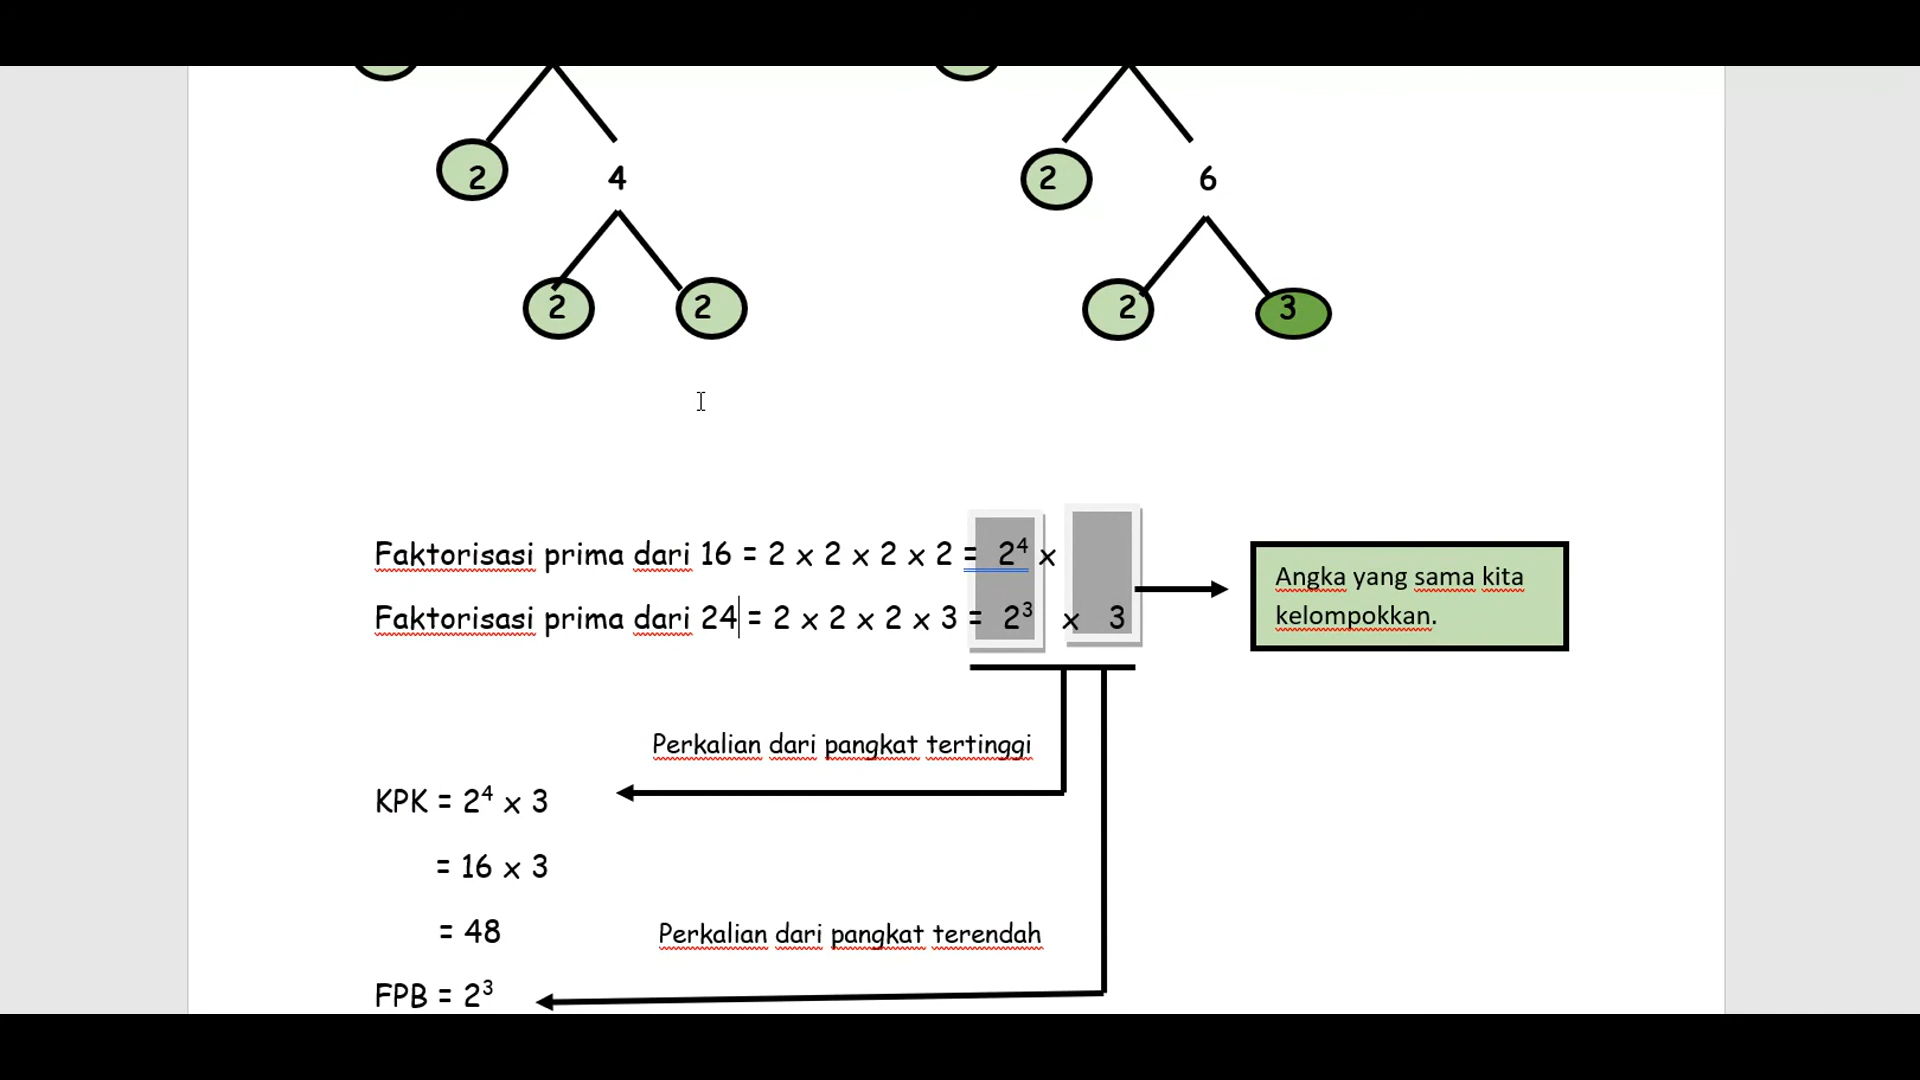 2 4 2 6
2 2 2 3
Faktorisasi prima dari 16 = 2 x 2 x 2 x 2 = 2⁴ x
Faktorisasi prima dari 24 = 2 x 2 x 2 x 3 = 2³ x 3
Angka yang sama kita
kelompokkan.
Perkalian dari pangkat tertinggi
KPK = 2⁴ x 3
= 16 x 3
= 48
Perkalian dari pangkat terendah
FPB = 2³